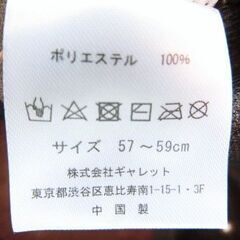 ポリエステル 100%
サイズ 57～59cm
株式会社ギャレット
東京都渋谷区恵比寿南1-15-1・3F
中国製